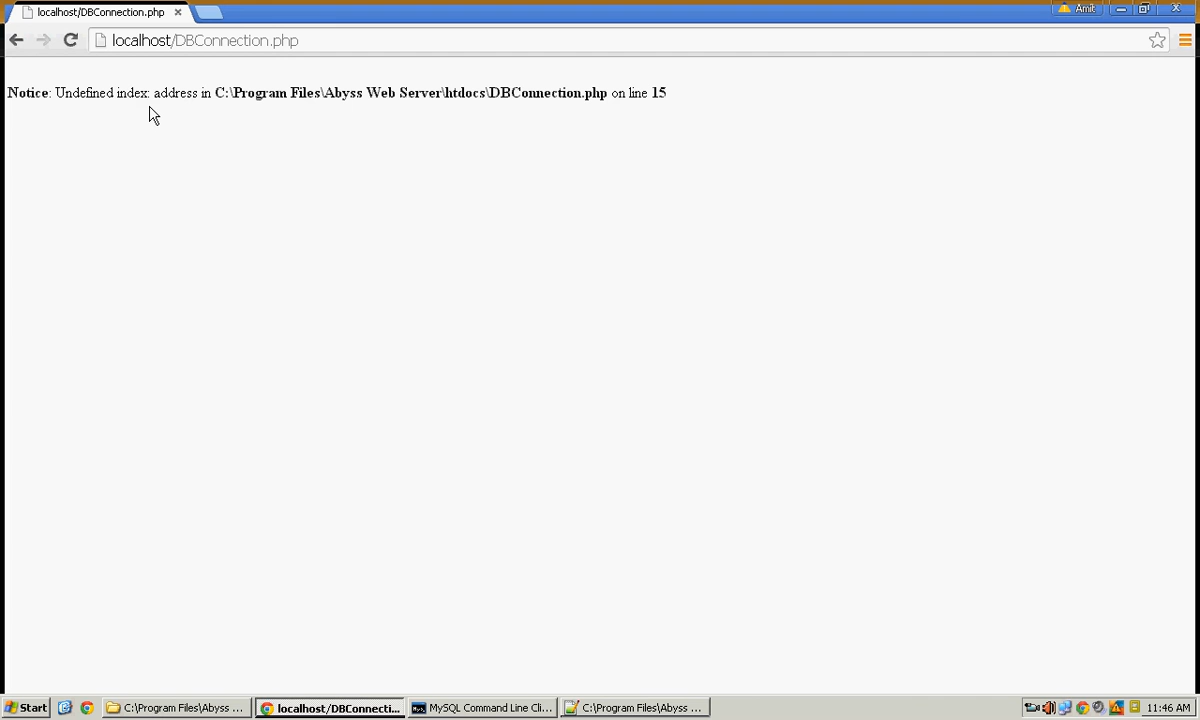 localhost/DBConnection.php
Amit
localhost/DBConnection.php
Notice: Undefined index: address in C:\Program Files\Abyss Web Server\htdocs\DBConnection.php on line 15
Start
C:\Program Files\Abyss ...
localhost/DBConnecti...
MySQL Command Line Cli...
C:\Program Files\Abyss ...
11:46 AM